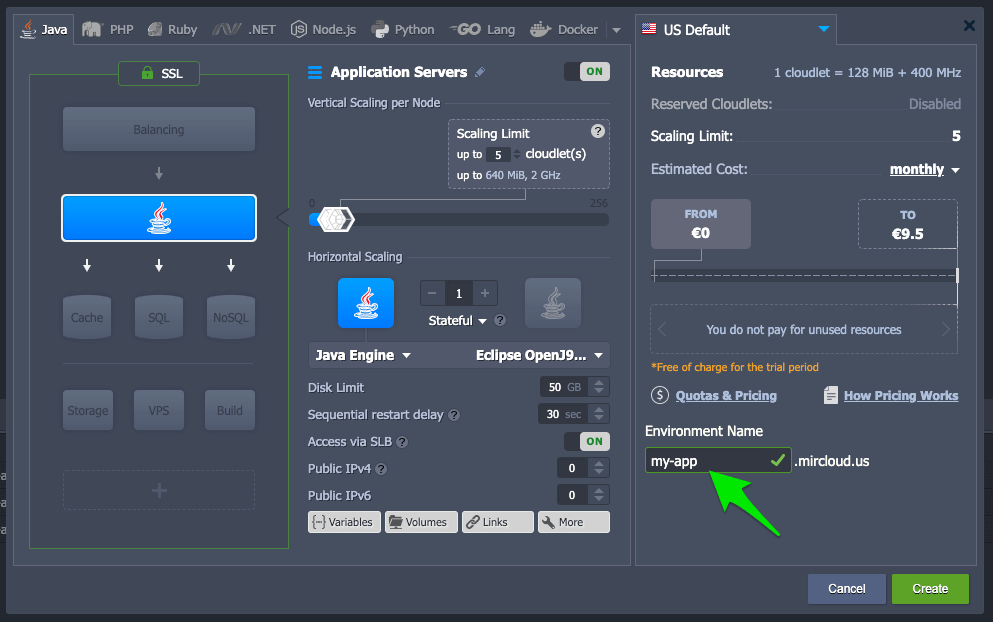 Java
PHP
Ruby
.NET
Node.js
Python
GO Lang
Docker
US Default
SSL
Balancing
Cache
SQL
NoSQL
Storage
VPS
Build
Application Servers
ON
Vertical Scaling per Node
Scaling Limit ?
up to 5 cloudlet(s)
up to 640 MiB, 2 GHz
0 256
Horizontal Scaling
1
Stateful ?
Java Engine Eclipse OpenJ9...
Disk Limit 50 GB
Sequential restart delay ? 30 sec
Access via SLB ? ON
Public IPv4 ? 0
Public IPv6 0
Variables Volumes Links More
Resources 1 cloudlet = 128 MiB + 400 MHz
Reserved Cloudlets: Disabled
Scaling Limit: 5
Estimated Cost: monthly
FROM
€0
TO
€9.5
You do not pay for unused resources
*Free of charge for the trial period
$ Quotas & Pricing How Pricing Works
Environment Name
my-app .mircloud.us
Cancel Create